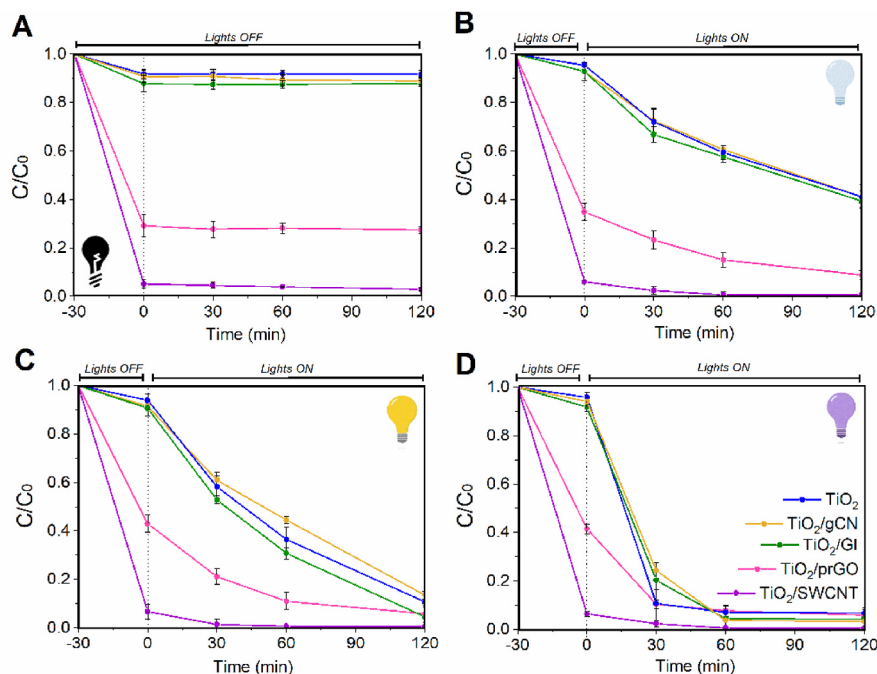 A
Lights OFF
C/C0
1.0
0.8
0.6
0.4
0.2
0.0
-30 0 30 60 90 120
Time (min)
B
Lights OFF Lights ON
C/C0
1.0
0.8
0.6
0.4
0.2
0.0
-30 0 30 60 90 120
Time (min)
C
Lights OFF Lights ON
C/C0
1.0
0.8
0.6
0.4
0.2
0.0
-30 0 30 60 90 120
Time (min)
D
Lights OFF Lights ON
C/C0
1.0
0.8
0.6
0.4
0.2
0.0
TiO2
TiO2/gCN
TiO2/GI
TiO2/prGO
TiO2/SWCNT
-30 0 30 60 90 120
Time (min)